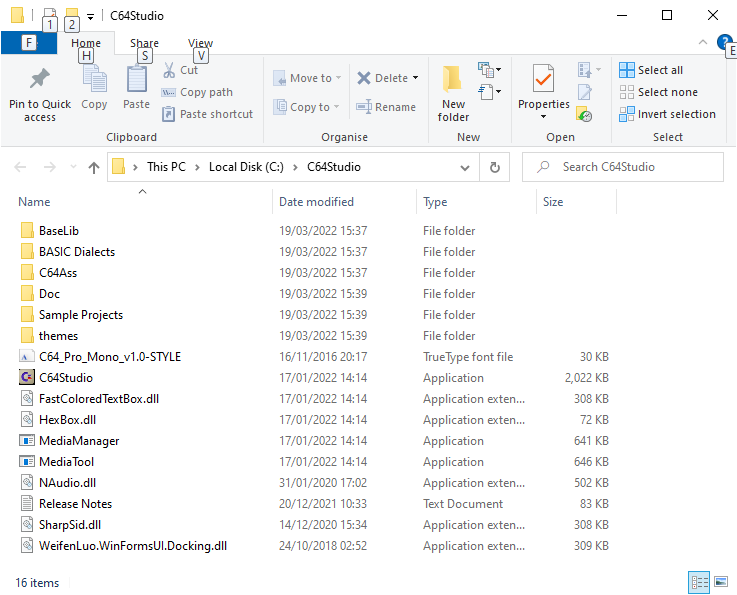 C64Studio
1 2
F Home Share View
H S V E
Pin to Quick access
Copy
Paste
Cut
Copy path
Paste shortcut
Clipboard
Move to
Copy to
Delete
Rename
Organise
New folder
New
Properties
Open
Select all
Select none
Invert selection
Select
This PC > Local Disk (C:) > C64Studio
Search C64Studio
Name Date modified Type Size
BaseLib 19/03/2022 15:37 File folder
BASIC Dialects 19/03/2022 15:37 File folder
C64Ass 19/03/2022 15:37 File folder
Doc 19/03/2022 15:39 File folder
Sample Projects 19/03/2022 15:39 File folder
themes 19/03/2022 15:39 File folder
C64_Pro_Mono_v1.0-STYLE 16/11/2016 20:17 TrueType font file 30 KB
C64Studio 17/01/2022 14:14 Application 2,022 KB
FastColoredTextBox.dll 17/01/2022 14:14 Application exten... 308 KB
HexBox.dll 17/01/2022 14:14 Application exten... 72 KB
MediaManager 17/01/2022 14:14 Application 641 KB
MediaTool 17/01/2022 14:14 Application 646 KB
NAudio.dll 31/01/2020 17:02 Application exten... 502 KB
Release Notes 20/12/2021 10:33 Text Document 83 KB
SharpSid.dll 14/12/2020 15:34 Application exten... 308 KB
WeifenLuo.WinFormsUI.Docking.dll 24/10/2018 02:52 Application exten... 309 KB
16 items